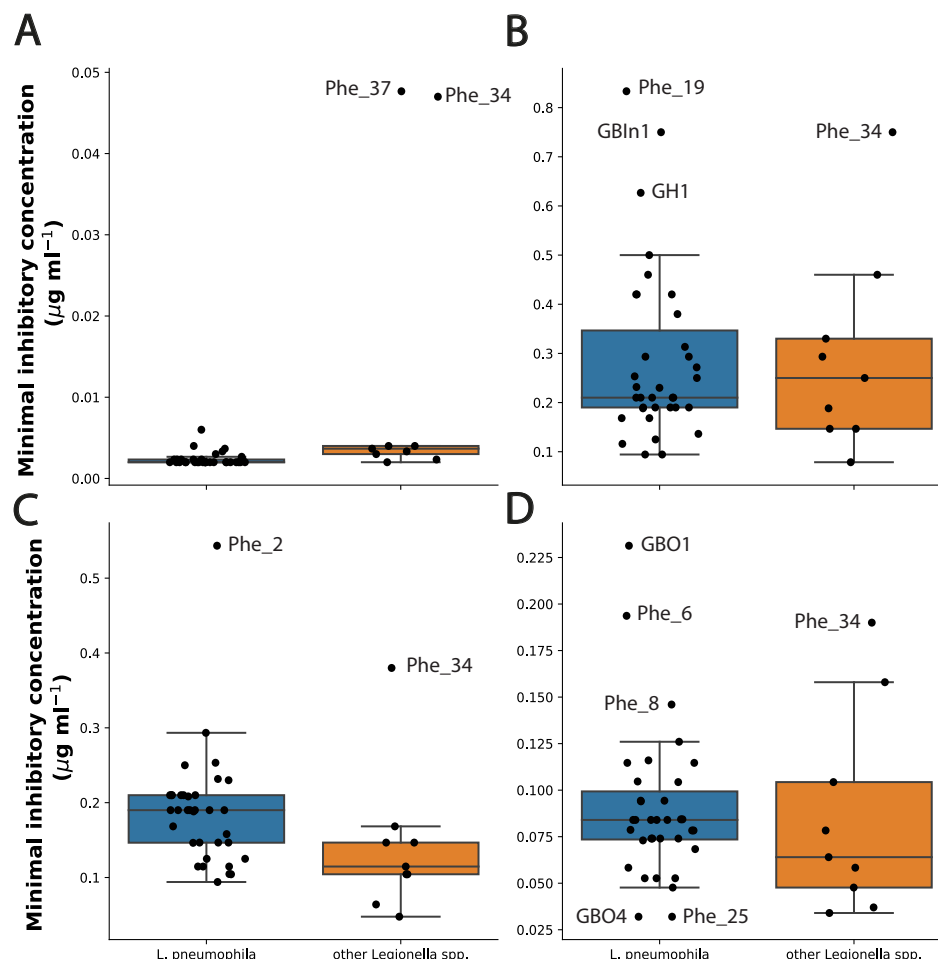 A
B
Minimal inhibitory concentration
(μg ml⁻¹)
0.05
0.04
0.03
0.02
0.01
0.00
Phe_37
Phe_34
0.8
0.7
0.6
0.5
0.4
0.3
0.2
0.1
Phe_19
GBIn1
GH1
Phe_34
C
D
Minimal inhibitory concentration
(μg ml⁻¹)
0.5
0.4
0.3
0.2
0.1
Phe_2
Phe_34
L. pneumophila
other Legionella spp.
0.225
0.200
0.175
0.150
0.125
0.100
0.075
0.050
0.025
GBO1
Phe_6
Phe_8
GBO4
Phe_25
Phe_34
L. pneumophila
other Legionella spp.